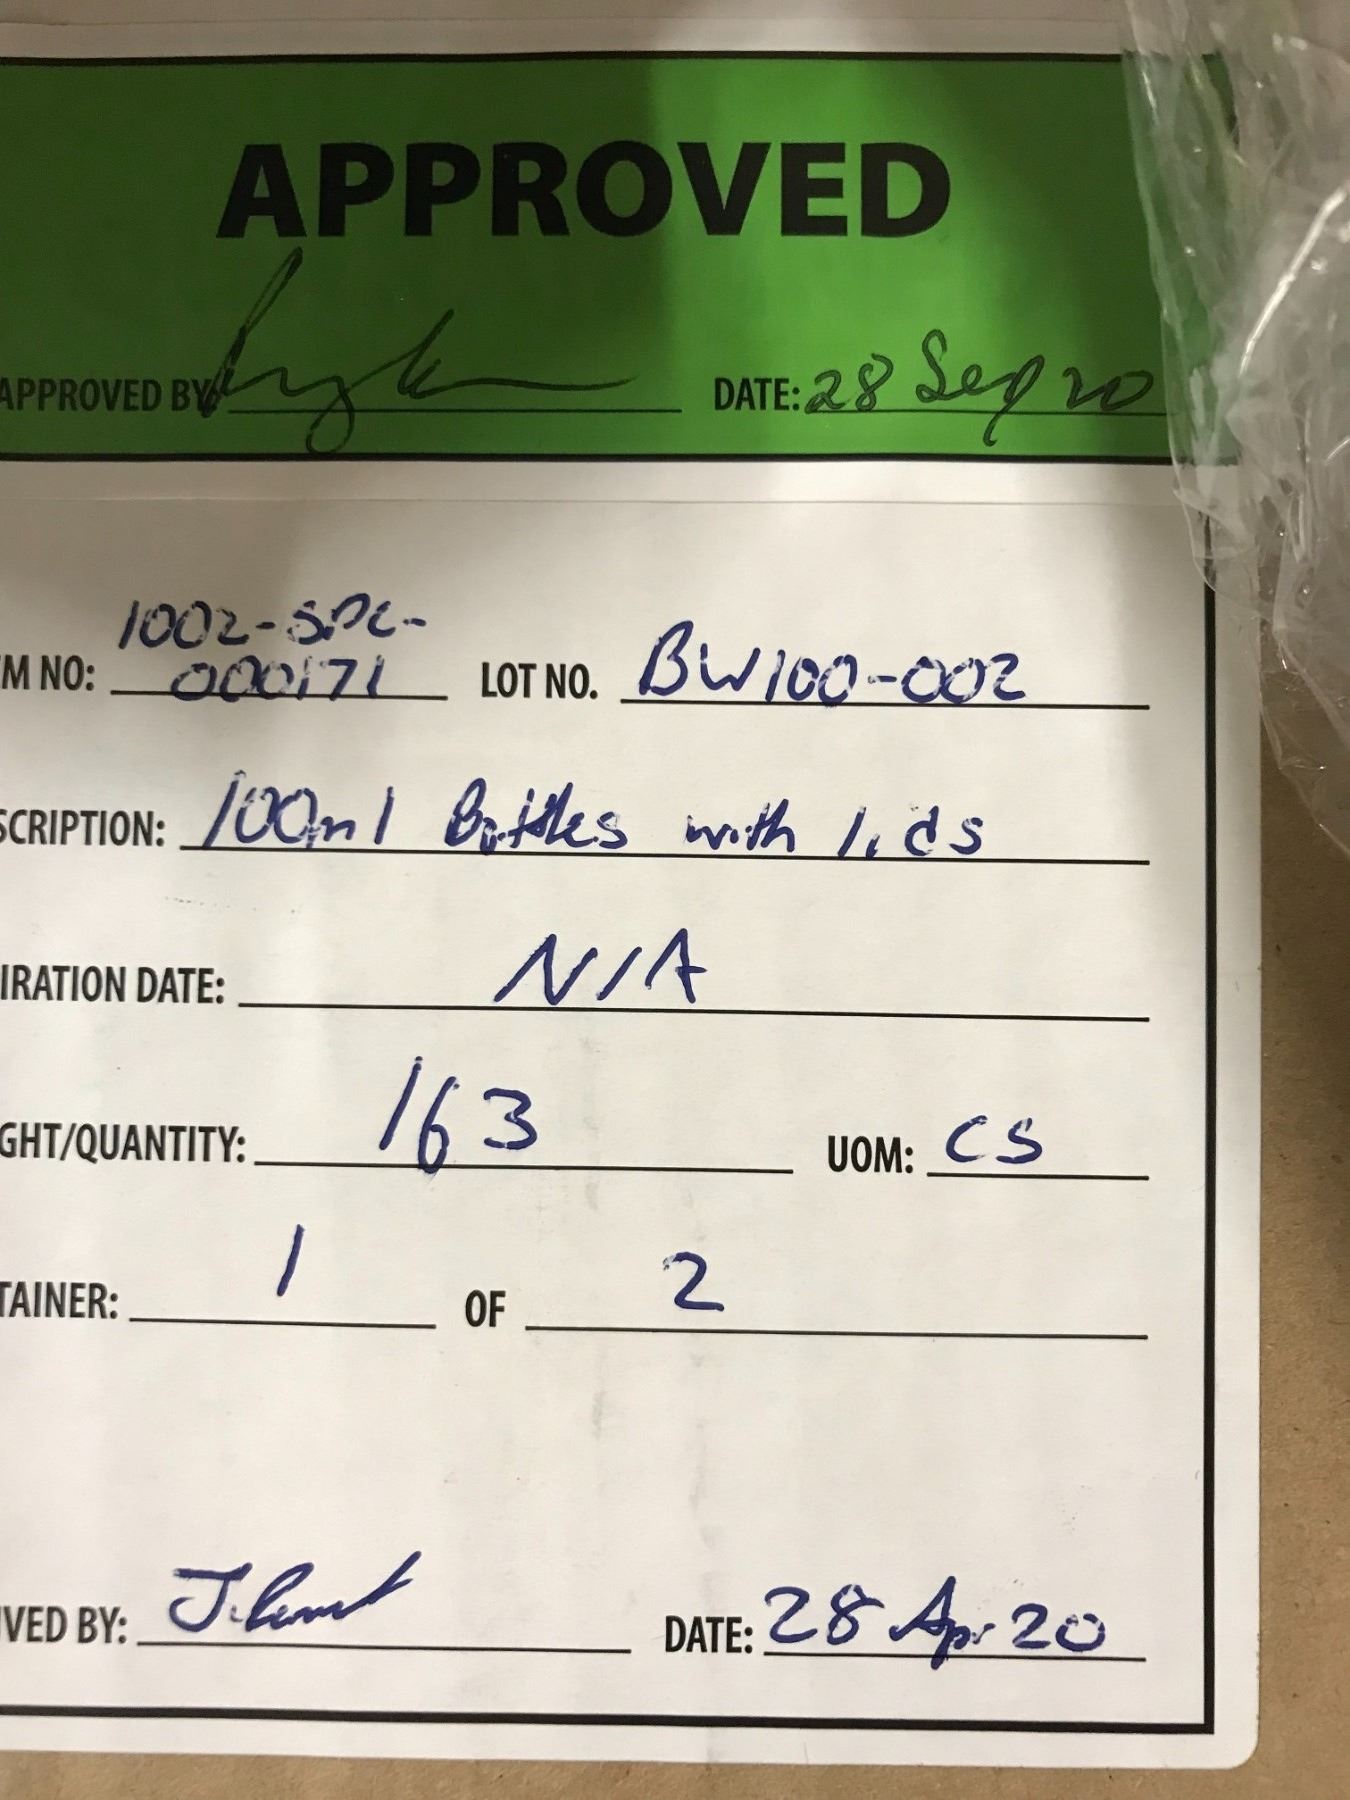 APPROVED
APPROVED BY DATE: 28 Sep 20
1002-SPC-
M NO: 000171 LOT NO. BW100-002
SCRIPTION: 100ml Bottles with lids
IRATION DATE: N/A
GHT/QUANTITY: 163 UOM: CS
TAINER: 1 OF 2
IVED BY: DATE: 28 Apr 20